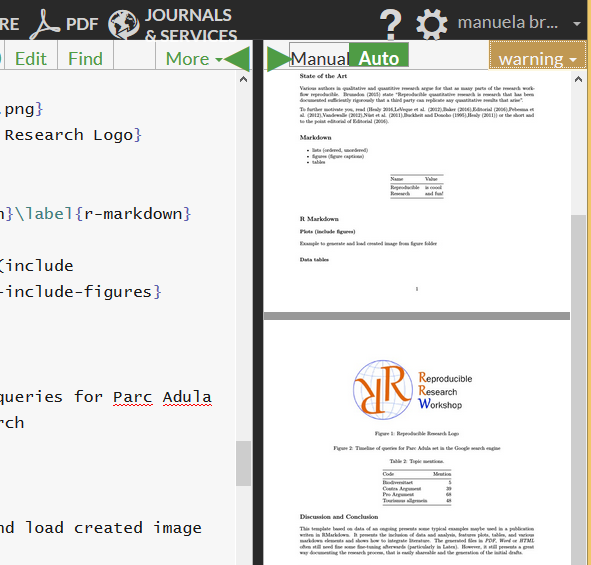 RE
PDF
JOURNALS
& SERVICES
?
manuela br...
Edit
Find
More
Manual
Auto
warning
.png}
Research Logo}
n}\label{r-markdown}
(include
-include-figures}
queries for Parc Adula
rch
nd load created image
State of the Art
Various authors in qualitative and quantitive research argue for that as many parts of the research work-
flow reproducible. Brunsdon (2015) state "Reproducible quantitative research is research that has been
documented sufficiently rigorously that a third party can replicate any quantitative results that arise".
To further motivate you, read (Healy 2016,LeVeque et al. (2012),Baker (2016),Editorial (2016),Pebesma et
al. (2012),Vandewalle (2012),Nüst et al. (2011),Buckheit and Donoho (1995),Healy (2011)) or the short and
to the point editorial of Editorial (2016).
Markdown
• lists (ordered, unordered)
• figures (figure captions)
• tables
Name Value
Reproducible is coool
Research and fun!
R Markdown
Plots (include figures)
Example to generate and load created image from figure folder
Data tables
1
RR
Reproducible
Research
Workshop
Figure 1: Reproducible Research Logo
Figure 2: Timeline of queries for Parc Adula set in the Google search engine
Table 2: Topic mentions.
Code Mention
Biodiversitaet 5
Contra Argument 39
Pro Argument 68
Tourismus allgemein 48
Discussion and Conclusion
This template based on data of an ongoing presents some typical examples maybe used in a publication
writen in RMarkdown. It presents the inclusion of data and analysis, features plots, tables, and various
markdown elements and shows how to integrate literature. The generated files in PDF, Word or HTML
often still need fine some fine-tuning afterwards (particularly in Latex). However, it still presents a great
way documenting the research process, that is easily shareable and the generation of the initial drafts.